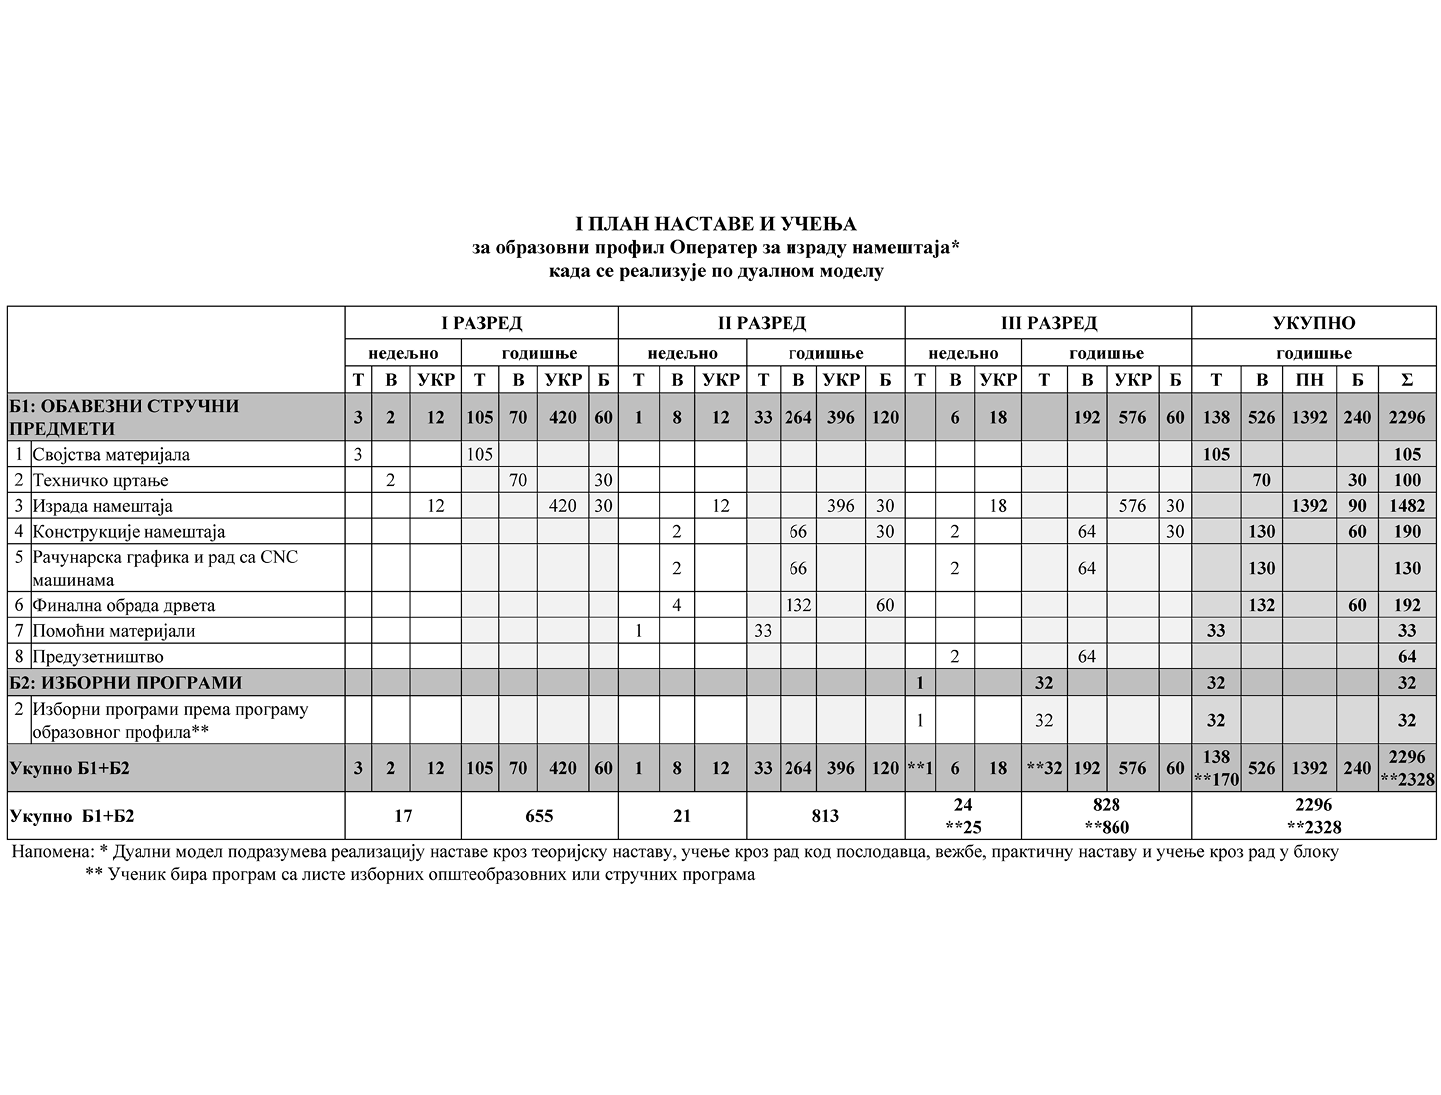 I ПЛАН НАСТАВЕ И УЧЕЊА
за образовни профил Оператер за израду намештаја*
када се реализује по дуалном моделу
I РАЗРЕД II РАЗРЕД III РАЗРЕД УКУПНО
недељно годишње недељно годишње недељно годишње годишње
Т В УКР Т В УКР Б Т В УКР Т В УКР Б Т В УКР Т В УКР Б Т В ПН Б Σ
Б1: ОБАВЕЗНИ СТРУЧНИ
ПРЕДМЕТИ 3 2 12 105 70 420 60 1 8 12 33 264 396 120 6 18 192 576 60 138 526 1392 240 2296
1 Својства материјала 3 105 105 105
2 Техничко цртање 2 70 30 70 30 100
3 Израда намештаја 12 420 30 12 396 30 18 576 30 1392 90 1482
4 Конструкције намештаја 2 66 30 2 64 30 130 60 190
5 Рачунарска графика и рад са CNC
машинама 2 66 2 64 130 130
6 Финална обрада дрвета 4 132 60 132 60 192
7 Помоћни материјали 1 33 33 33
8 Предузетништво 2 64 64
Б2: ИЗБОРНИ ПРОГРАМИ 1 32 32 32
2 Изборни програми према програму
образовног профила** 1 32 32 32
Укупно Б1+Б2 3 2 12 105 70 420 60 1 8 12 33 264 396 120 **1 6 18 **32 192 576 60 138 526 1392 240 2296
**170 **2328
Укупно Б1+Б2 17 655 21 813 24 828 2296
**25 **860 **2328
Напомена: * Дуални модел подразумева реализацију наставе кроз теоријску наставу, учење кроз рад код послодавца, вежбе, практичну наставу и учење кроз рад у блоку
** Ученик бира програм са листе изборних општеобразовних или стручних програма